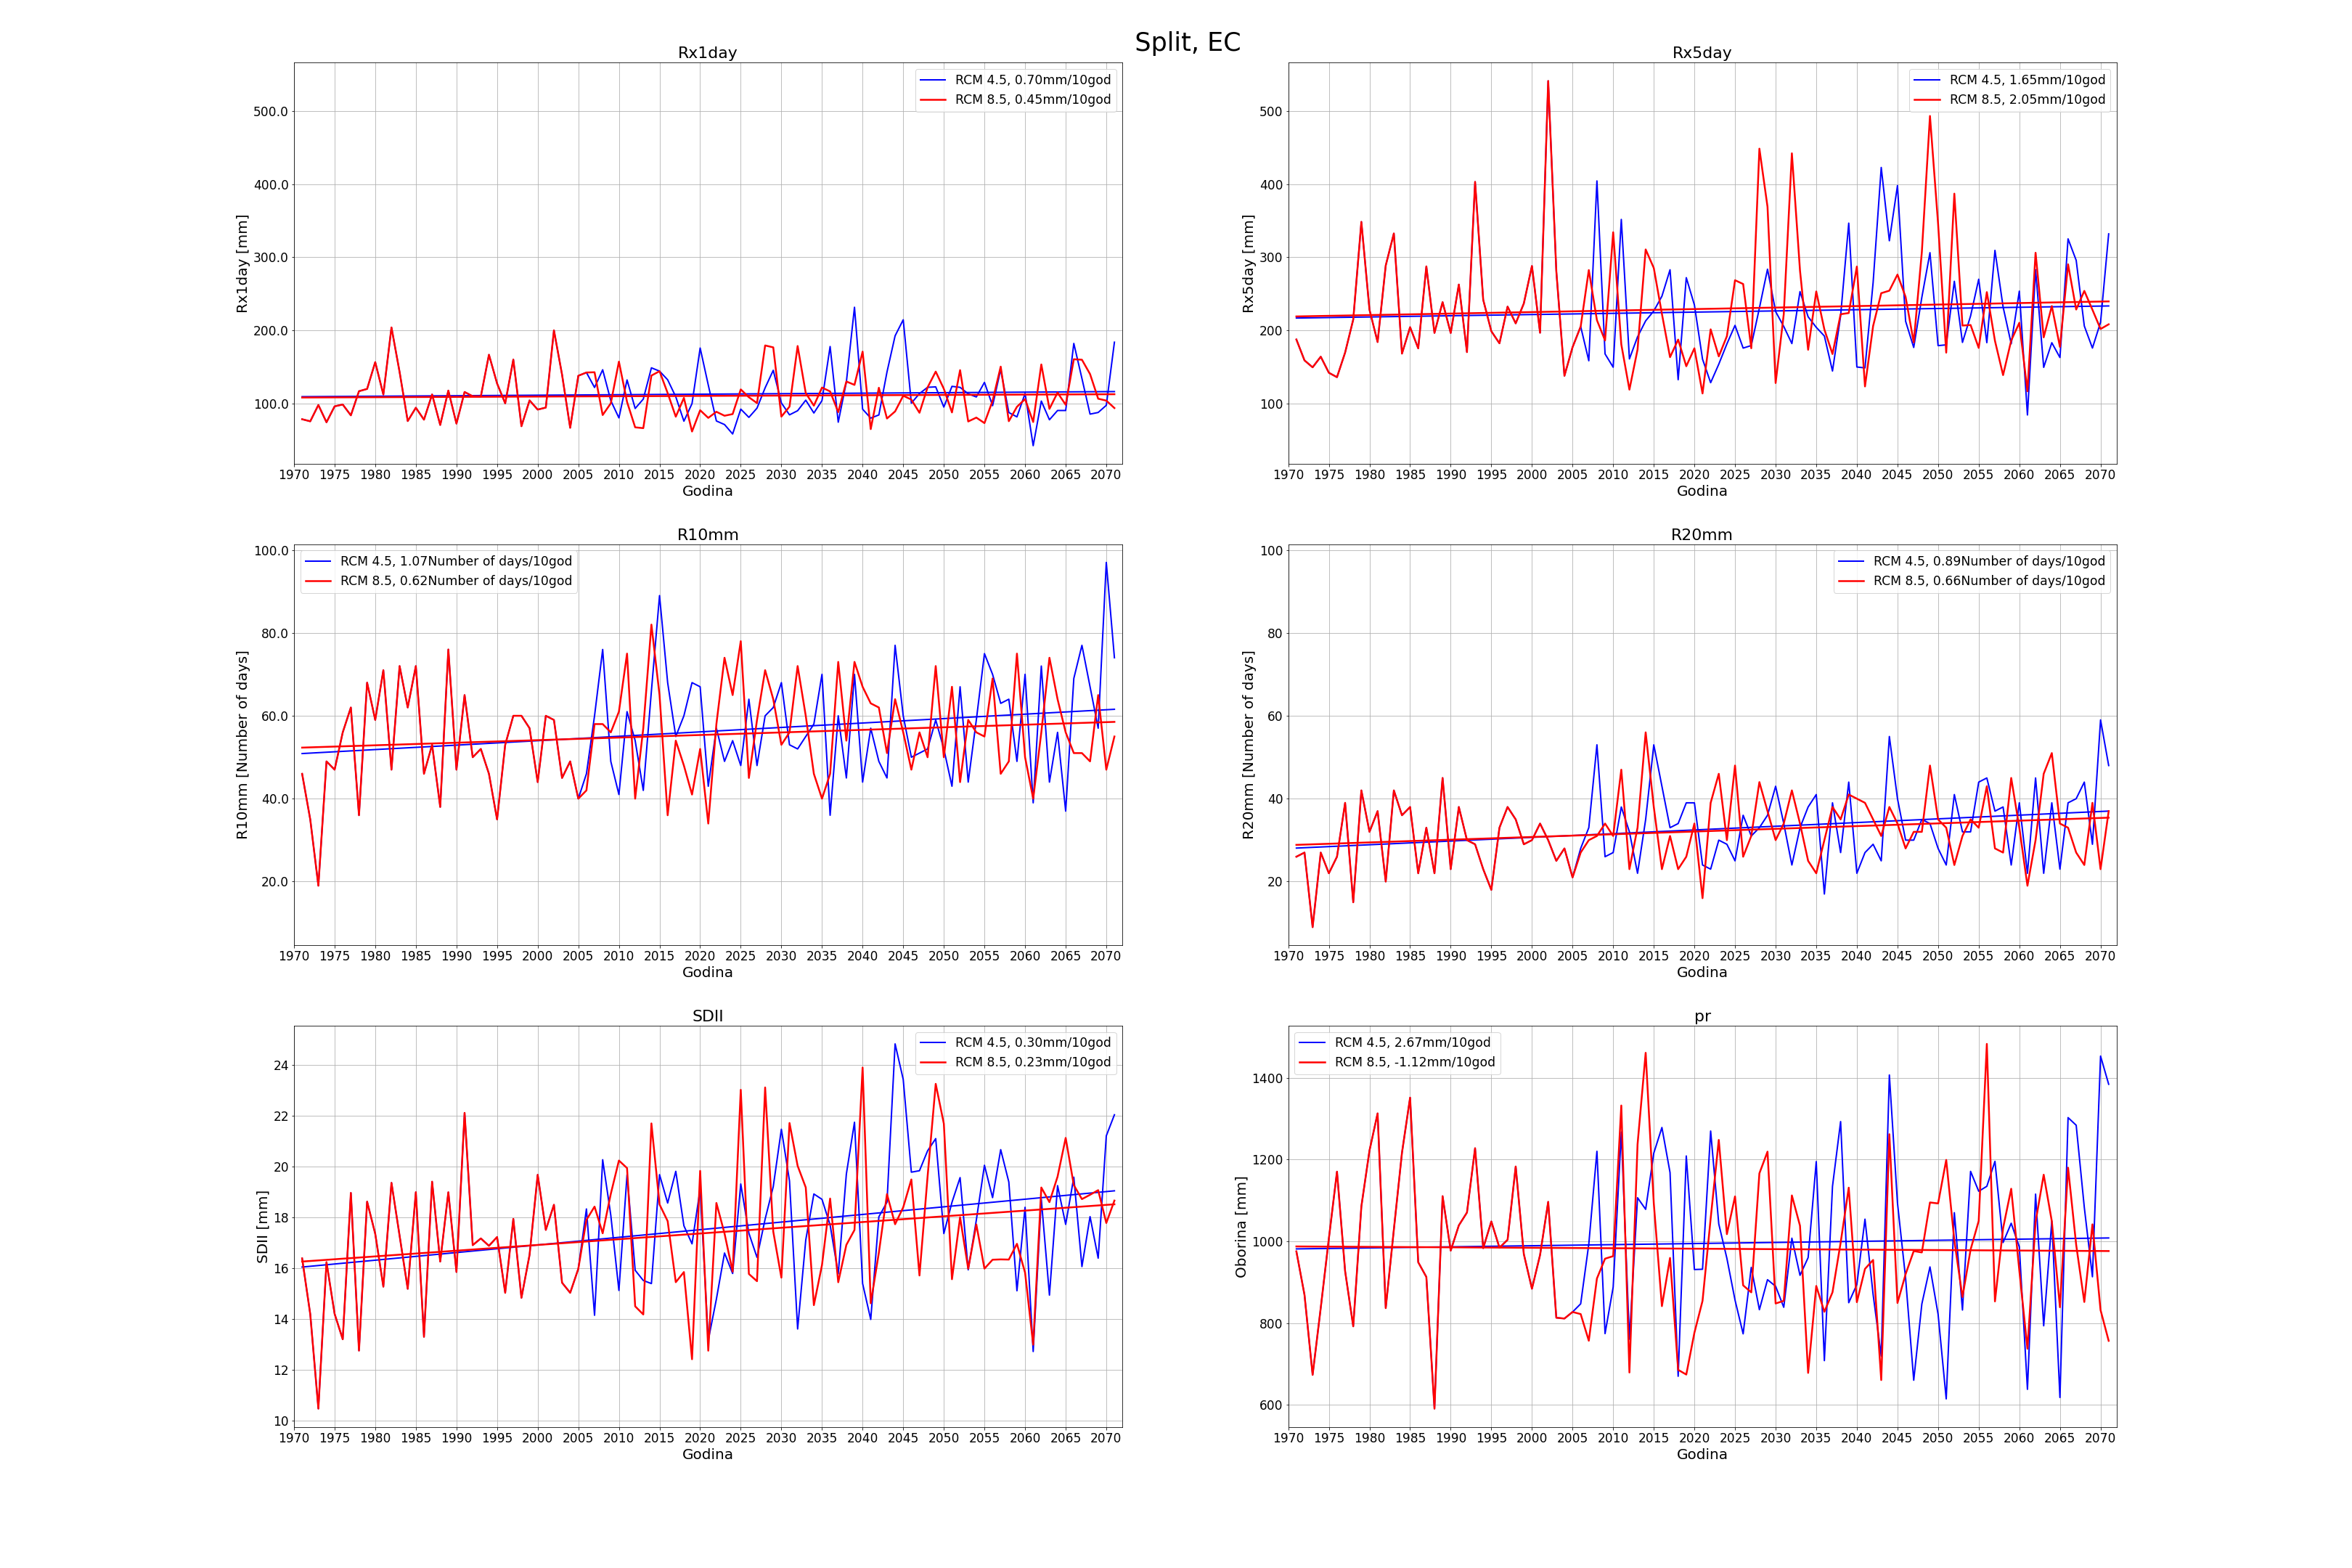 Split, EC
Rx1day
RCM 4.5, 0.70mm/10god
RCM 8.5, 0.45mm/10god
500.0
400.0
300.0
200.0
100.0
Rx1day [mm]
1970 1975 1980 1985 1990 1995 2000 2005 2010 2015 2020 2025 2030 2035 2040 2045 2050 2055 2060 2065 2070
Godina
Rx5day
RCM 4.5, 1.65mm/10god
RCM 8.5, 2.05mm/10god
500
400
300
200
100
Rx5day [mm]
1970 1975 1980 1985 1990 1995 2000 2005 2010 2015 2020 2025 2030 2035 2040 2045 2050 2055 2060 2065 2070
Godina
R10mm
RCM 4.5, 1.07Number of days/10god
RCM 8.5, 0.62Number of days/10god
100.0
80.0
60.0
40.0
20.0
R10mm [Number of days]
1970 1975 1980 1985 1990 1995 2000 2005 2010 2015 2020 2025 2030 2035 2040 2045 2050 2055 2060 2065 2070
Godina
R20mm
RCM 4.5, 0.89Number of days/10god
RCM 8.5, 0.66Number of days/10god
100
80
60
40
20
R20mm [Number of days]
1970 1975 1980 1985 1990 1995 2000 2005 2010 2015 2020 2025 2030 2035 2040 2045 2050 2055 2060 2065 2070
Godina
SDII
RCM 4.5, 0.30mm/10god
RCM 8.5, 0.23mm/10god
24
22
20
18
16
14
12
10
SDII [mm]
1970 1975 1980 1985 1990 1995 2000 2005 2010 2015 2020 2025 2030 2035 2040 2045 2050 2055 2060 2065 2070
Godina
pr
RCM 4.5, 2.67mm/10god
RCM 8.5, -1.12mm/10god
1400
1200
1000
800
600
Oborina [mm]
1970 1975 1980 1985 1990 1995 2000 2005 2010 2015 2020 2025 2030 2035 2040 2045 2050 2055 2060 2065 2070
Godina